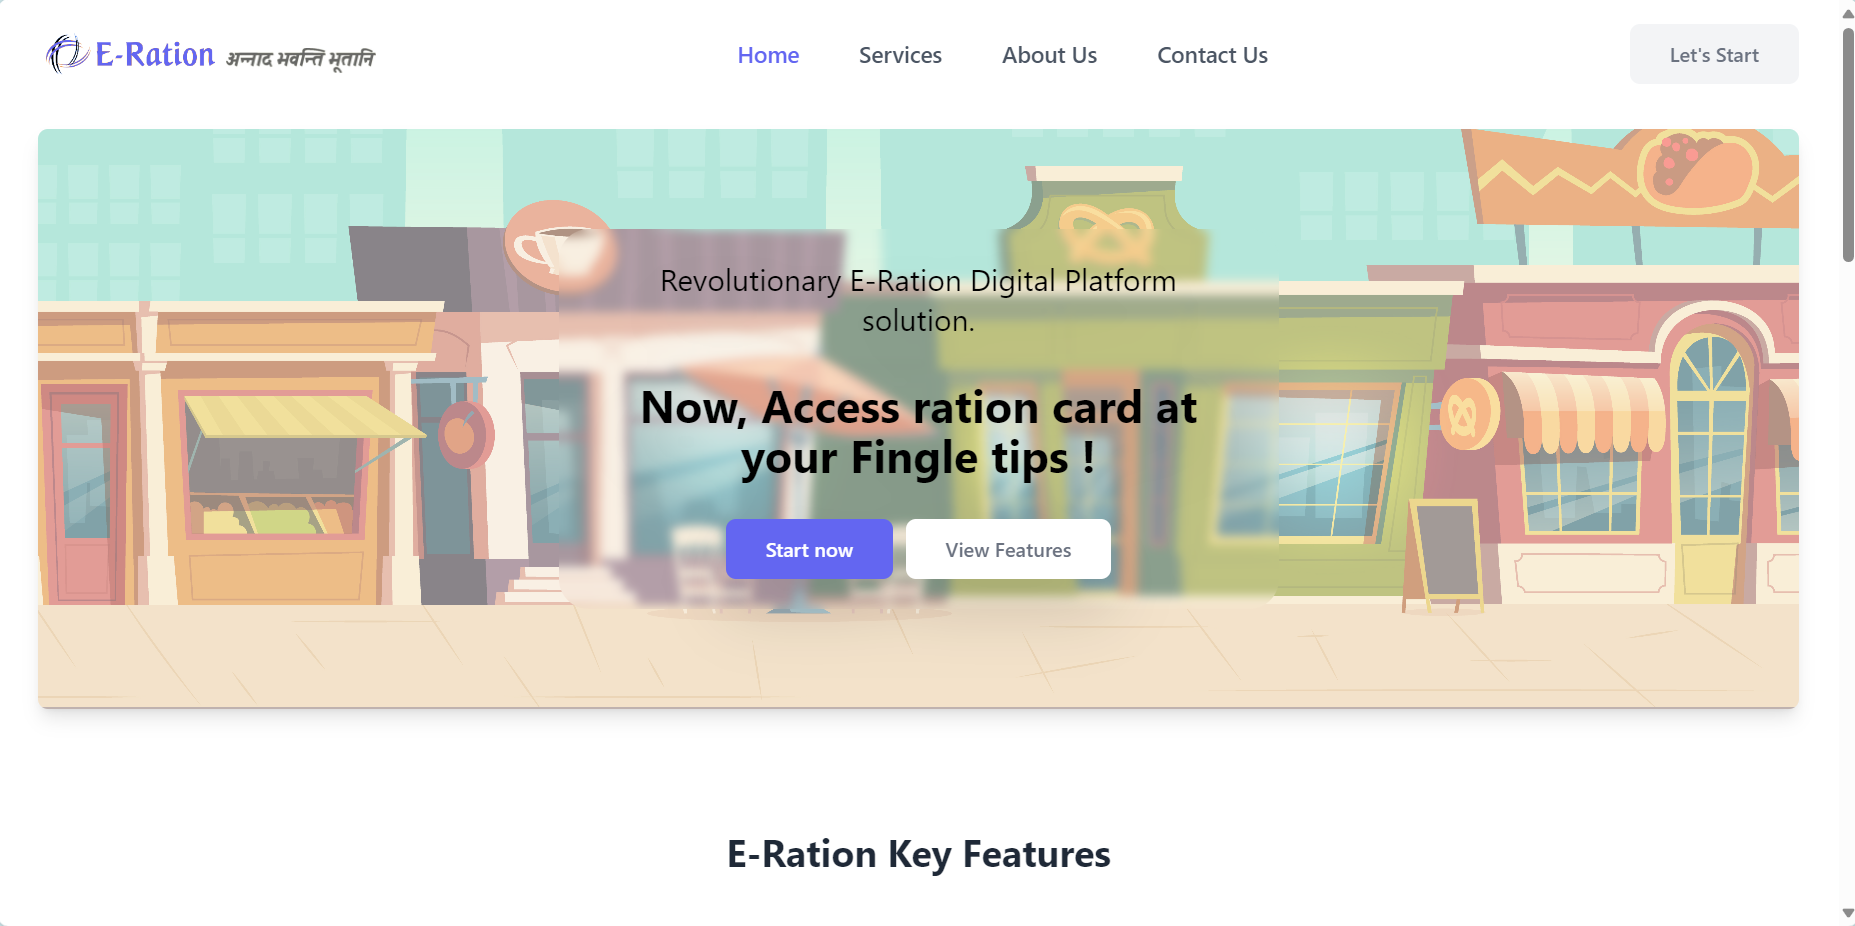 E-Ration अन्नाद भवन्ति भूतानि
Home Services About Us Contact Us
Let's Start
Revolutionary E-Ration Digital Platform
solution.
Now, Access ration card at
your Fingle tips !
Start now
View Features
E-Ration Key Features